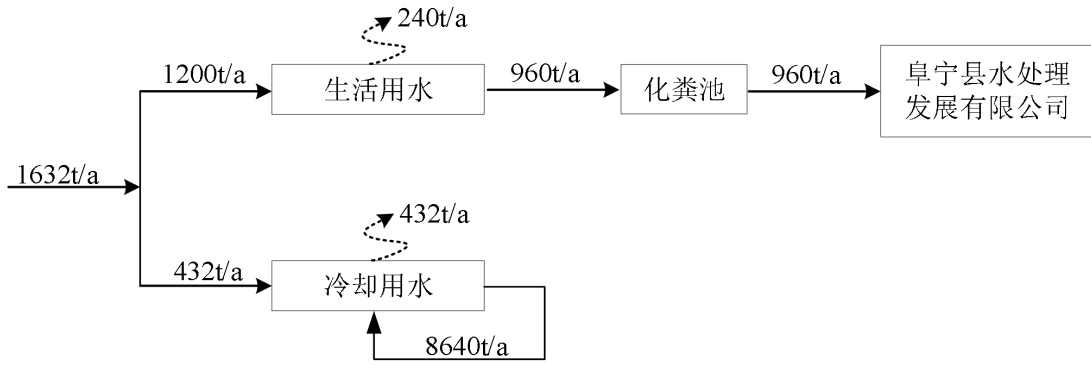 240t/a
1200t/a
生活用水
960t/a
化粪池
960t/a
阜宁县水处理
发展有限公司
1632t/a
432t/a
432t/a
冷却用水
8640t/a